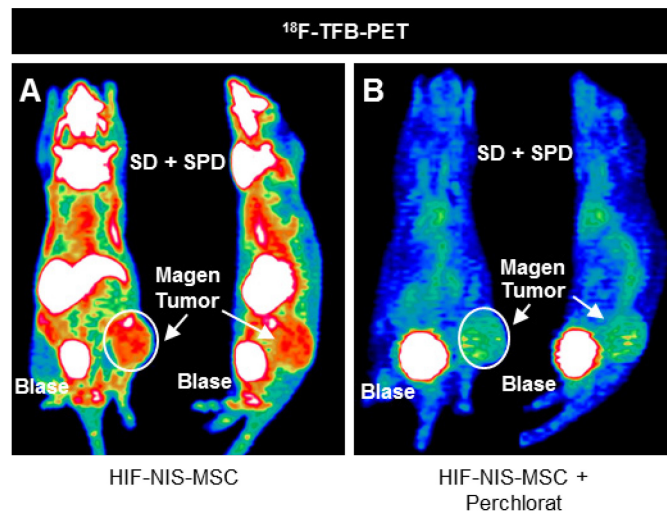 ¹⁸F-TFB-PET
A
SD + SPD
Magen
Tumor
Blase
Blase
HIF-NIS-MSC
B
SD + SPD
Magen
Tumor
Blase
Blase
HIF-NIS-MSC +
Perchlorat